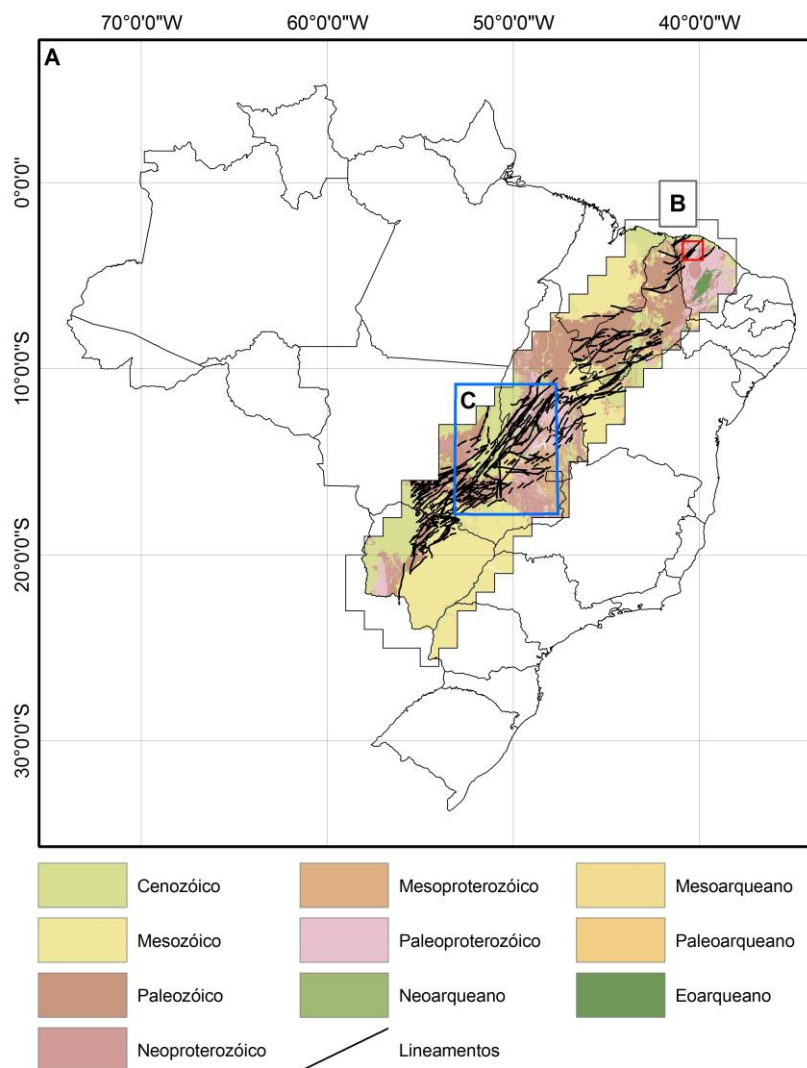 70°0'0"W 60°0'0"W 50°0'0"W 40°0'0"W
A
0°0'0"
B
10°0'0"S
C
20°0'0"S
30°0'0"S
Cenozóico Mesoproterozóico Mesoarqueano
Mesozóico Paleoproterozóico Paleoarqueano
Paleozóico Neoarqueano Eoarqueano
Neoproterozóico Lineamentos